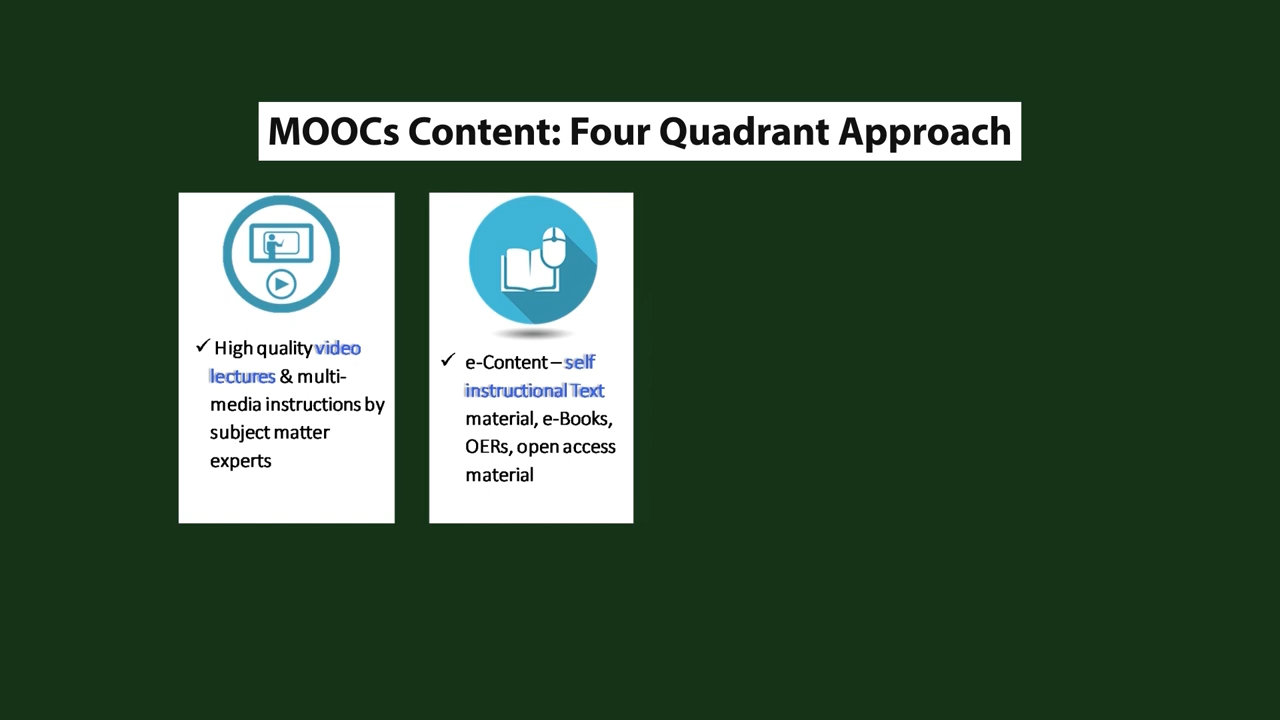 MOOCs Content: Four Quadrant Approach
✓ High quality video
lectures & multi-
media instructions by
subject matter
experts
✓ e-Content – self
instructional Text
material, e-Books,
OERs, open access
material